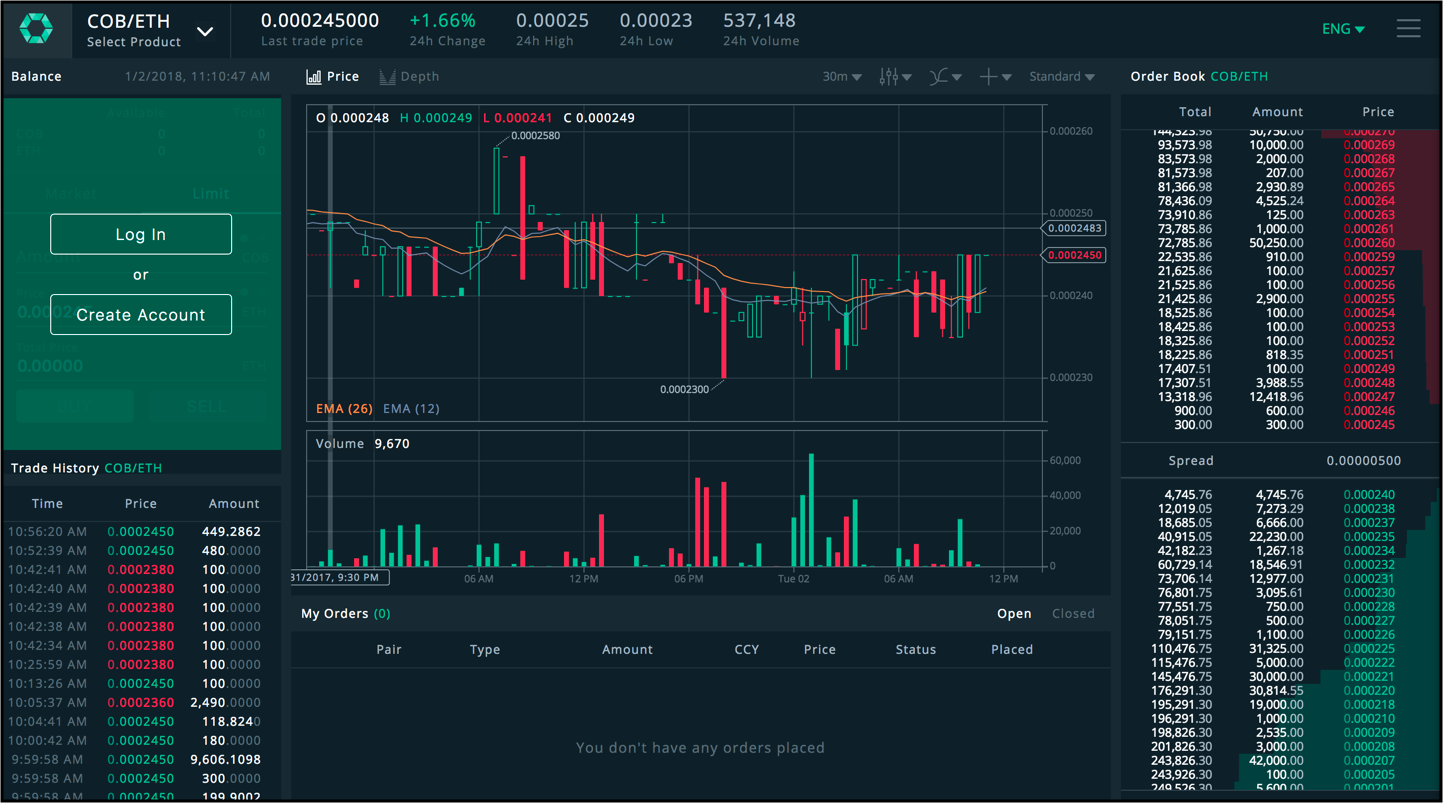 COB/ETH
Select Product
0.000245000
Last trade price
+1.66%
24h Change
0.00025
24h High
0.00023
24h Low
537,148
24h Volume
ENG
Balance 1/2/2018, 11:10:47 AM
Available Total
COB 0 0
ETH 0 0
Market Limit
Log In
or
Create Account
Total Price
0.00000 ETH
BUY SELL
Trade History COB/ETH
Time Price Amount
10:56:20 AM 0.0002450 449.2862
10:52:39 AM 0.0002450 480.0000
10:42:41 AM 0.0002380 100.0000
10:42:40 AM 0.0002380 100.0000
10:42:39 AM 0.0002380 100.0000
10:42:38 AM 0.0002380 100.0000
10:42:34 AM 0.0002380 100.0000
10:25:59 AM 0.0002380 100.0000
10:13:26 AM 0.0002450 100.0000
10:05:37 AM 0.0002360 2,490.0000
10:04:41 AM 0.0002450 118.8240
10:00:42 AM 0.0002450 180.0000
9:59:58 AM 0.0002450 9,606.1098
9:59:58 AM 0.0002450 300.0000
9:59:58 AM 0.0002450 199.9002
Price Depth 30m Standard
O 0.000248 H 0.000249 L 0.000241 C 0.000249
0.0002580
0.000260
0.000250
0.0002483
0.0002450
0.000240
0.000230
0.0002300
EMA (26) EMA (12)
Volume 9,670
60,000
40,000
20,000
0
31/2017, 9:30 PM 06 AM 12 PM 06 PM Tue 02 06 AM 12 PM
My Orders (0) Open Closed
Pair Type Amount CCY Price Status Placed
You don't have any orders placed
Order Book COB/ETH
Total Amount Price
144,323.98 50,750.00 0.000270
93,573.98 10,000.00 0.000269
83,573.98 2,000.00 0.000268
81,573.98 207.00 0.000267
81,366.98 2,930.89 0.000265
78,436.09 4,525.24 0.000264
73,910.86 125.00 0.000263
73,785.86 1,000.00 0.000261
72,785.86 50,250.00 0.000260
22,535.86 910.00 0.000259
21,625.86 100.00 0.000257
21,525.86 100.00 0.000256
21,425.86 2,900.00 0.000255
18,525.86 100.00 0.000254
18,425.86 100.00 0.000253
18,325.86 100.00 0.000252
18,225.86 818.35 0.000251
17,407.51 100.00 0.000249
17,307.51 3,988.55 0.000248
13,318.96 12,418.96 0.000247
900.00 600.00 0.000246
300.00 300.00 0.000245
Spread 0.00000500
4,745.76 4,745.76 0.000240
12,019.05 7,273.29 0.000238
18,685.05 6,666.00 0.000237
40,915.05 22,230.00 0.000235
42,182.23 1,267.18 0.000234
60,729.14 18,546.91 0.000232
73,706.14 12,977.00 0.000231
76,801.75 3,095.61 0.000230
77,551.75 750.00 0.000228
78,051.75 500.00 0.000227
79,151.75 1,100.00 0.000226
110,476.75 31,325.00 0.000225
115,476.75 5,000.00 0.000222
145,476.75 30,000.00 0.000221
176,291.30 30,814.55 0.000220
195,291.30 19,000.00 0.000218
196,291.30 1,000.00 0.000210
198,826.30 2,535.00 0.000209
201,826.30 3,000.00 0.000208
243,826.30 42,000.00 0.000207
243,926.30 100.00 0.000205
249,526.30 5,600.00 0.000201